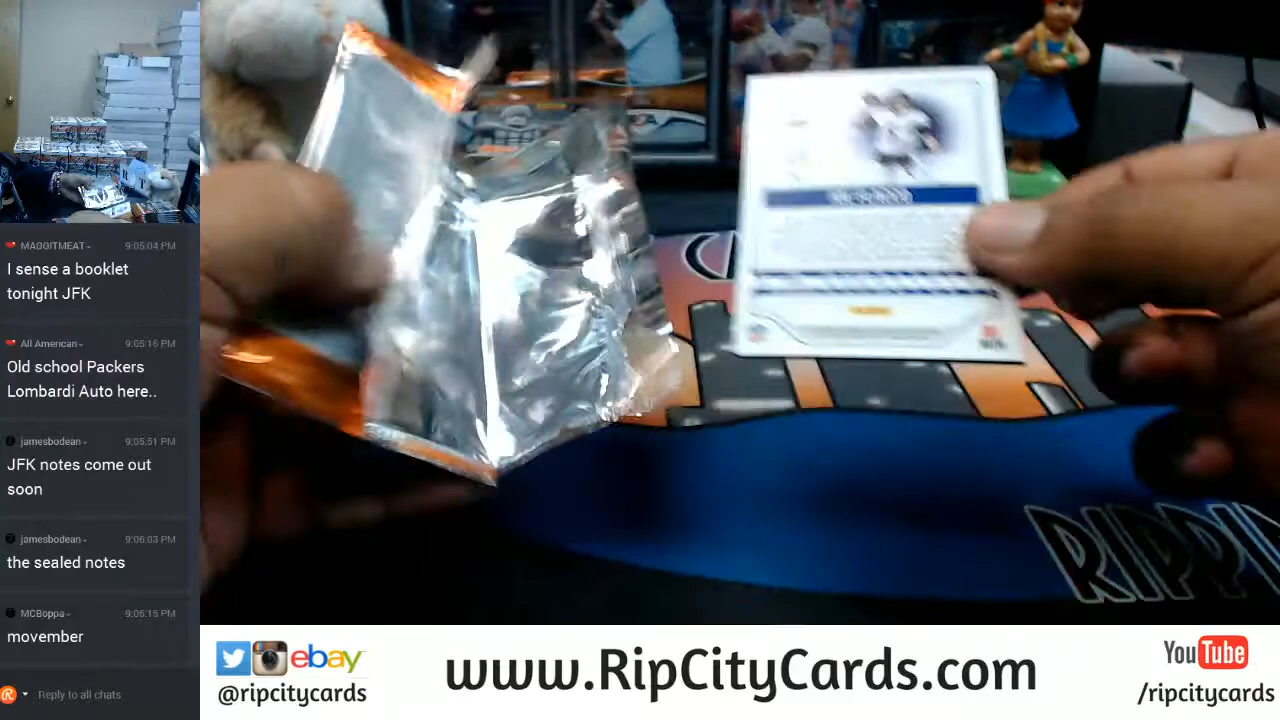 MAGGITMEAT
9:05:04 PM
I sense a booklet
tonight JFK
All American
9:05:16 PM
Old school Packers
Lombardi Auto here..
jamesbodean
9:05:51 PM
JFK notes come out
soon
jamesbodean
9:06:03 PM
the sealed notes
MCBoppa
9:06:15 PM
movember
Reply to all chats
RIPPIN
ebay
@ripcitycards
www.RipCityCards.com
YouTube
/ripcitycards